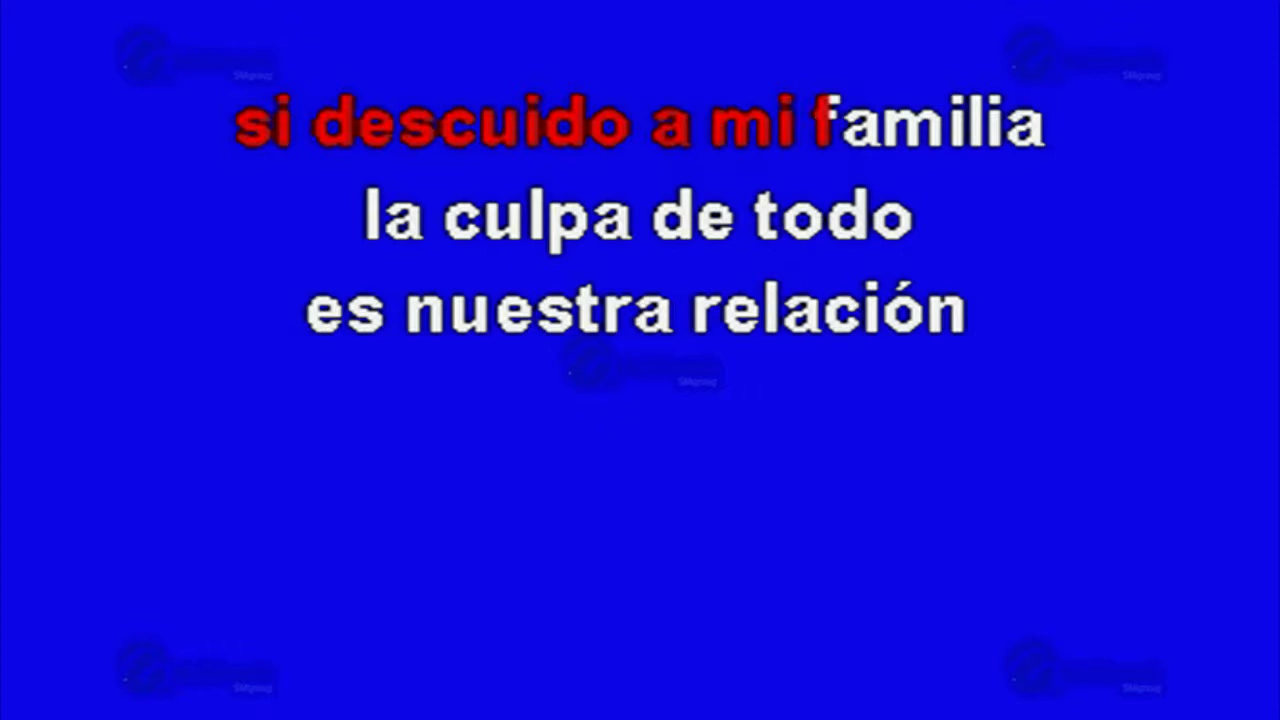 si descuido a mi familia
la culpa de todo
es nuestra relación